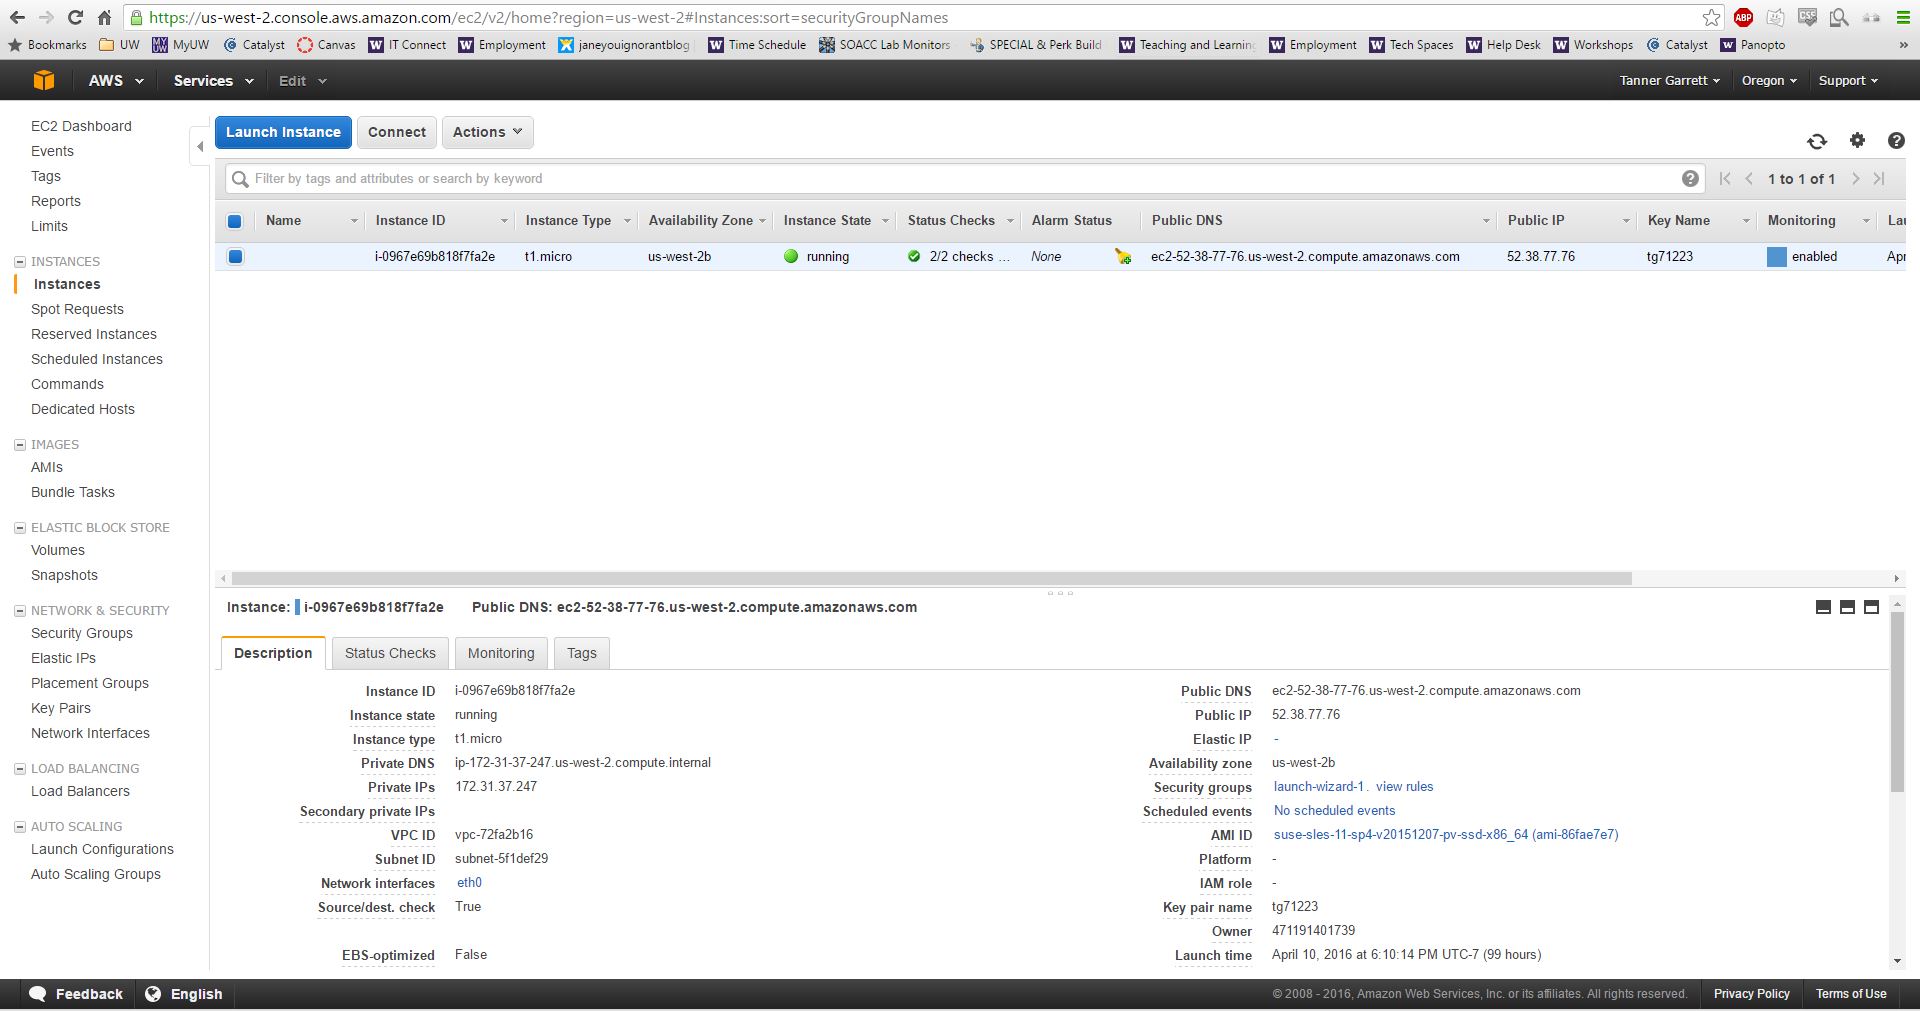 https://us-west-2.console.aws.amazon.com/ec2/v2/home?region=us-west-2#Instances:sort=securityGroupNames
ABP
Bookmarks UW MyUW Catalyst Canvas IT Connect Employment janeyouignorantblog Time Schedule SOACC Lab Monitors SPECIAL & Perk Build Teaching and Learning Employment Tech Spaces Help Desk Workshops Catalyst Panopto »
AWS Services Edit Tanner Garrett Oregon Support
EC2 Dashboard
Events
Tags
Reports
Limits
INSTANCES
Instances
Spot Requests
Reserved Instances
Scheduled Instances
Commands
Dedicated Hosts
IMAGES
AMIs
Bundle Tasks
ELASTIC BLOCK STORE
Volumes
Snapshots
NETWORK & SECURITY
Security Groups
Elastic IPs
Placement Groups
Key Pairs
Network Interfaces
LOAD BALANCING
Load Balancers
AUTO SCALING
Launch Configurations
Auto Scaling Groups
Launch Instance Connect Actions
Filter by tags and attributes or search by keyword 1 to 1 of 1
Name Instance ID Instance Type Availability Zone Instance State Status Checks Alarm Status Public DNS Public IP Key Name Monitoring Lau
i-0967e69b818f7fa2e t1.micro us-west-2b running 2/2 checks ... None ec2-52-38-77-76.us-west-2.compute.amazonaws.com 52.38.77.76 tg71223 enabled Apr
Instance: i-0967e69b818f7fa2e Public DNS: ec2-52-38-77-76.us-west-2.compute.amazonaws.com
Description Status Checks Monitoring Tags
Instance ID i-0967e69b818f7fa2e Public DNS ec2-52-38-77-76.us-west-2.compute.amazonaws.com
Instance state running Public IP 52.38.77.76
Instance type t1.micro Elastic IP -
Private DNS ip-172-31-37-247.us-west-2.compute.internal Availability zone us-west-2b
Private IPs 172.31.37.247 Security groups launch-wizard-1. view rules
Secondary private IPs Scheduled events No scheduled events
VPC ID vpc-72fa2b16 AMI ID suse-sles-11-sp4-v20151207-pv-ssd-x86_64 (ami-86fae7e7)
Subnet ID subnet-5f1def29 Platform -
Network interfaces eth0 IAM role -
Source/dest. check True Key pair name tg71223
Owner 471191401739
EBS-optimized False Launch time April 10, 2016 at 6:10:14 PM UTC-7 (99 hours)
Feedback English © 2008 - 2016, Amazon Web Services, Inc. or its affiliates. All rights reserved. Privacy Policy Terms of Use